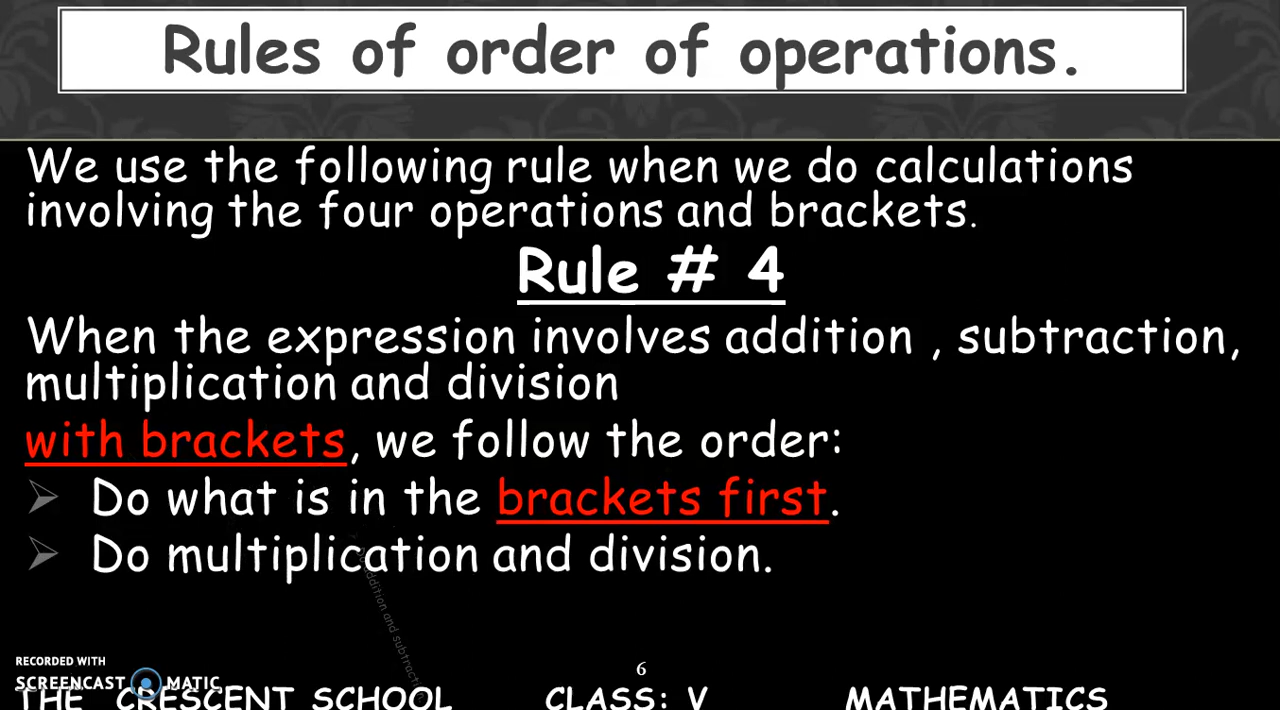 Rules of order of operations.
We use the following rule when we do calculations
involving the four operations and brackets.
Rule # 4
When the expression involves addition , subtraction,
multiplication and division
with brackets, we follow the order:
➢ Do what is in the brackets first.
➢ Do multiplication and division.
addition and subtracti
6
RECORDED WITH
SCREENCAST MATIC
THE CRESCENT SCHOOL CLASS: V MATHEMATICS